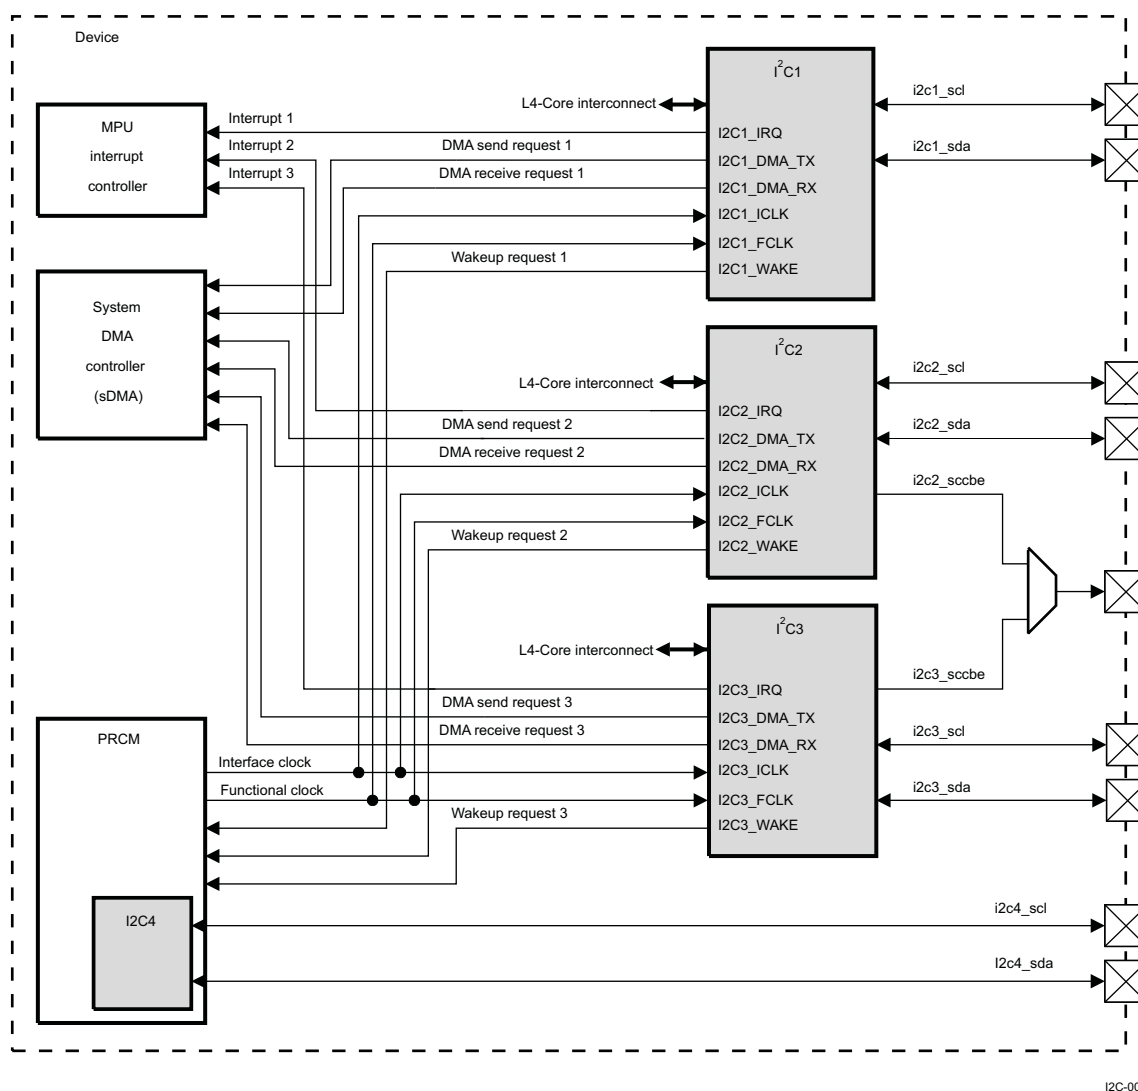 Device
MPU
interrupt
controller
Interrupt 1
Interrupt 2
Interrupt 3
System
DMA
controller
(sDMA)
PRCM
Interface clock
Functional clock
I2C4
L4-Core interconnect
DMA send request 1
DMA receive request 1
Wakeup request 1
I²C1
I2C1_IRQ
I2C1_DMA_TX
I2C1_DMA_RX
I2C1_ICLK
I2C1_FCLK
I2C1_WAKE
i2c1_scl
i2c1_sda
L4-Core interconnect
DMA send request 2
DMA receive request 2
Wakeup request 2
I²C2
I2C2_IRQ
I2C2_DMA_TX
I2C2_DMA_RX
I2C2_ICLK
I2C2_FCLK
I2C2_WAKE
i2c2_scl
i2c2_sda
i2c2_sccbe
L4-Core interconnect
DMA send request 3
DMA receive request 3
Wakeup request 3
I²C3
I2C3_IRQ
I2C3_DMA_TX
I2C3_DMA_RX
I2C3_ICLK
I2C3_FCLK
I2C3_WAKE
i2c3_sccbe
i2c3_scl
i2c3_sda
i2c4_scl
I2c4_sda
I2C-00